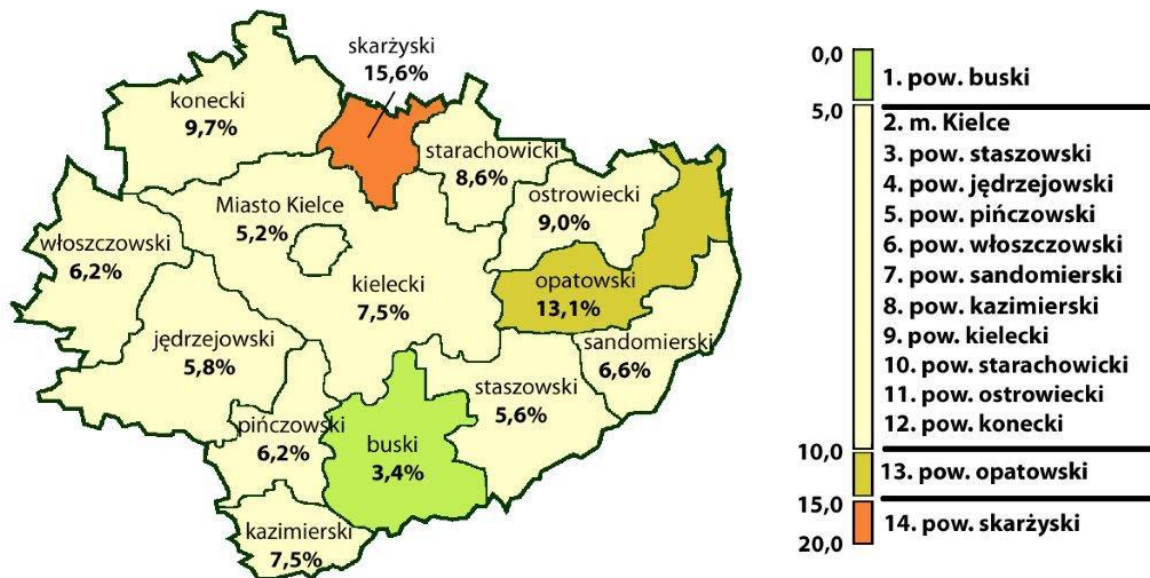 skarżyski
15,6%
konecki
9,7%
starachowicki
8,6%
ostrowiecki
9,0%
Miasto Kielce
5,2%
włoszczowski
6,2%
kielecki
7,5%
opatowski
13,1%
jędrzejowski
5,8%
sandomierski
6,6%
staszowski
5,6%
pińczowski
6,2%
buski
3,4%
kazimierski
7,5%
0,0
1. pow. buski
5,0
2. m. Kielce
3. pow. staszowski
4. pow. jędrzejowski
5. pow. pińczowski
6. pow. włoszczowski
7. pow. sandomierski
8. pow. kazimierski
9. pow. kielecki
10. pow. starachowicki
11. pow. ostrowiecki
12. pow. konecki
10,0
13. pow. opatowski
15,0
14. pow. skarżyski
20,0